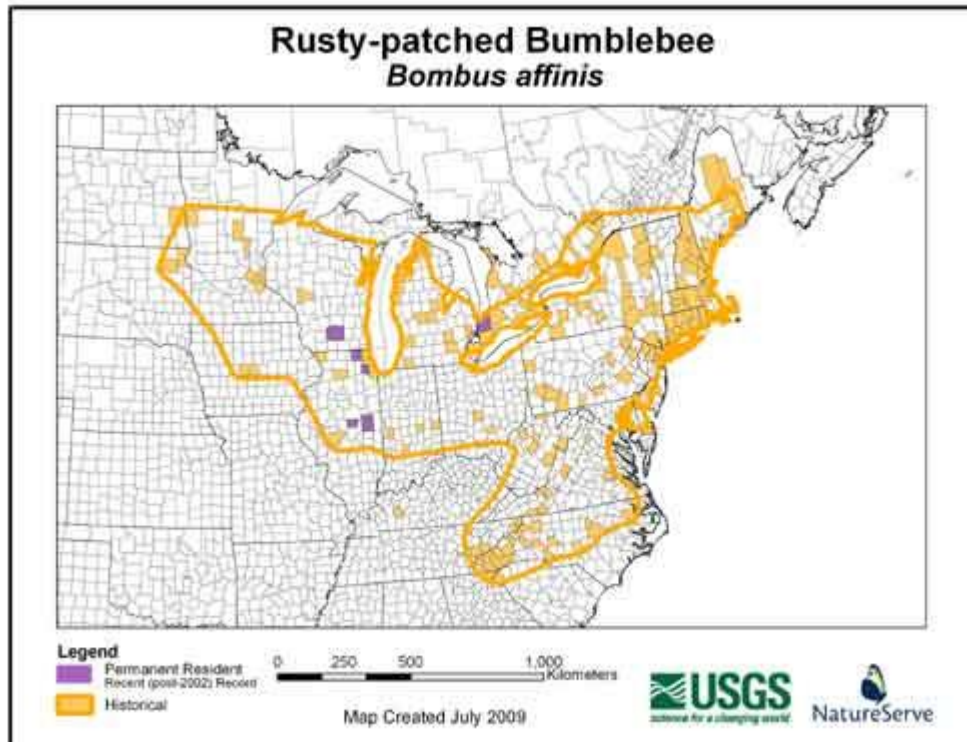 Rusty-patched Bumblebee
Bombus affinis
Legend
Permanent Resident
Recent (post-2002) Record
Historical
0 250 500 1,000
Kilometers
Map Created July 2009
USGS
science for a changing world
NatureServe